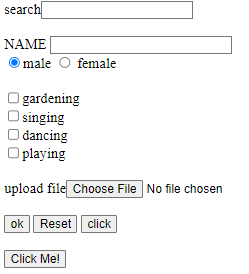 search
NAME
male female
gardening
singing
dancing
playing
upload file Choose File No file chosen
ok Reset click
Click Me!